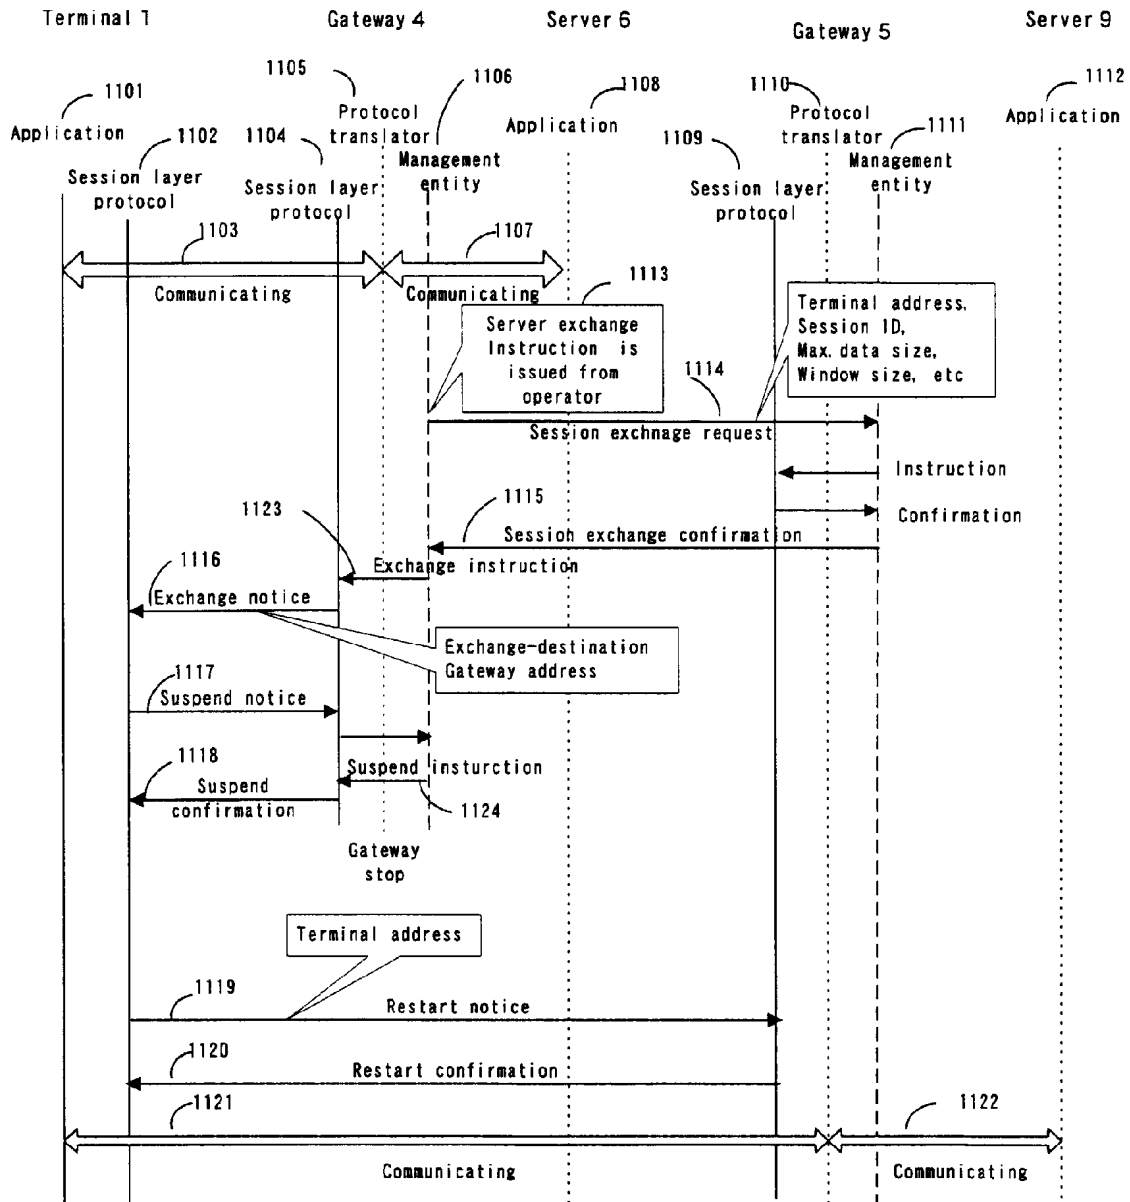 Terminal 1
Gateway 4
Server 6
Gateway 5
Server 9
1101
Application
1102
Session layer
protocol
1104
Session layer
protocol
1105
Protocol
translator
1106
Management
entity
1108
Application
1109
Session layer
protocol
1110
Protocol
translator
1111
Management
entity
1112
Application
1103
Communicating
1107
Communicating
1113
Server exchange
Instruction is
issued from
operator
Terminal address,
Session ID,
Max. data size,
Window size, etc
1114
Session exchnage request
Instruction
Confirmation
1115
Session exchange confirmation
1123
Exchange instruction
1116
Exchange notice
Exchange-destination
Gateway address
1117
Suspend notice
Suspend insturction
1124
1118
Suspend
confirmation
Gateway
stop
Terminal address
1119
Restart notice
1120
Restart confirmation
1121
Communicating
1122
Communicating